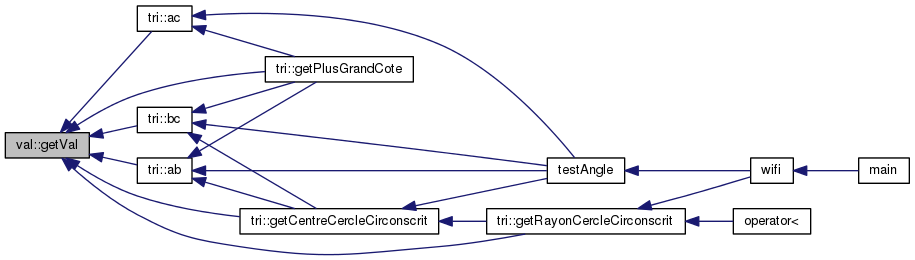 tri::ac
tri::getPlusGrandCote
tri::bc
val::getVal
tri::ab
testAngle
wifi
main
tri::getCentreCercleCirconscrit
tri::getRayonCercleCirconscrit
operator<